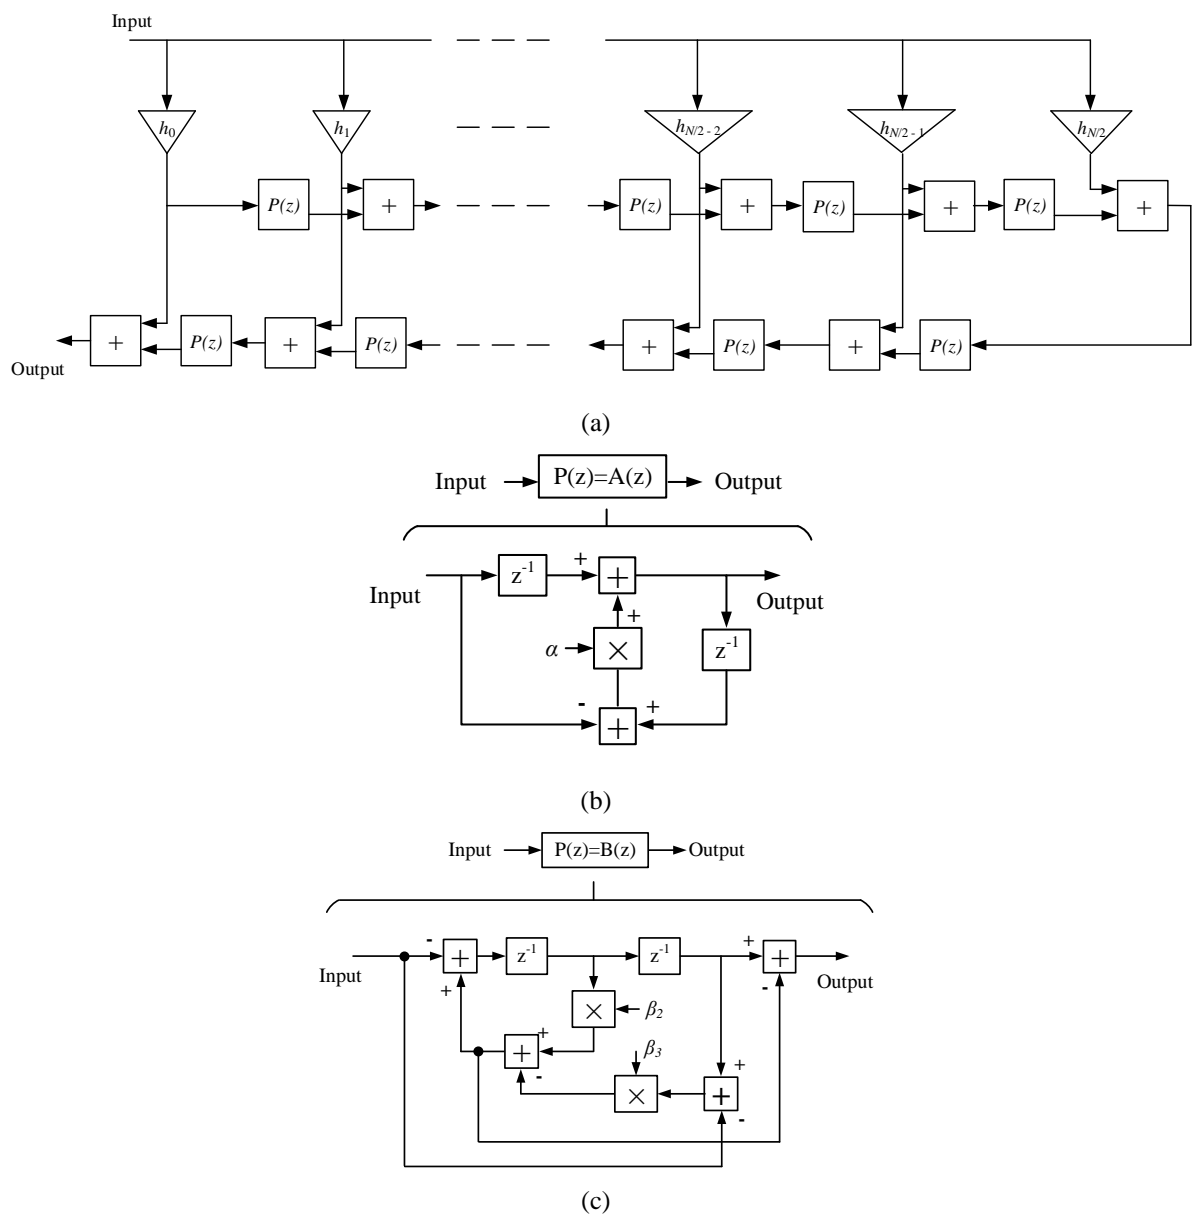 Input
h0 h1 hN/2 - 2 hN/2 - 1 hN/2
P(z) + P(z) + P(z) + P(z) +
+ P(z) + P(z) + P(z) + P(z)
Output
(a)
Input P(z)=A(z) Output
z-1 + +
Input Output
+
α × z-1
- +
+
(b)
Input P(z)=B(z) Output
- + z-1 z-1 + +
Input + - Output
× β2
+ +
β3
- × + +
-
(c)